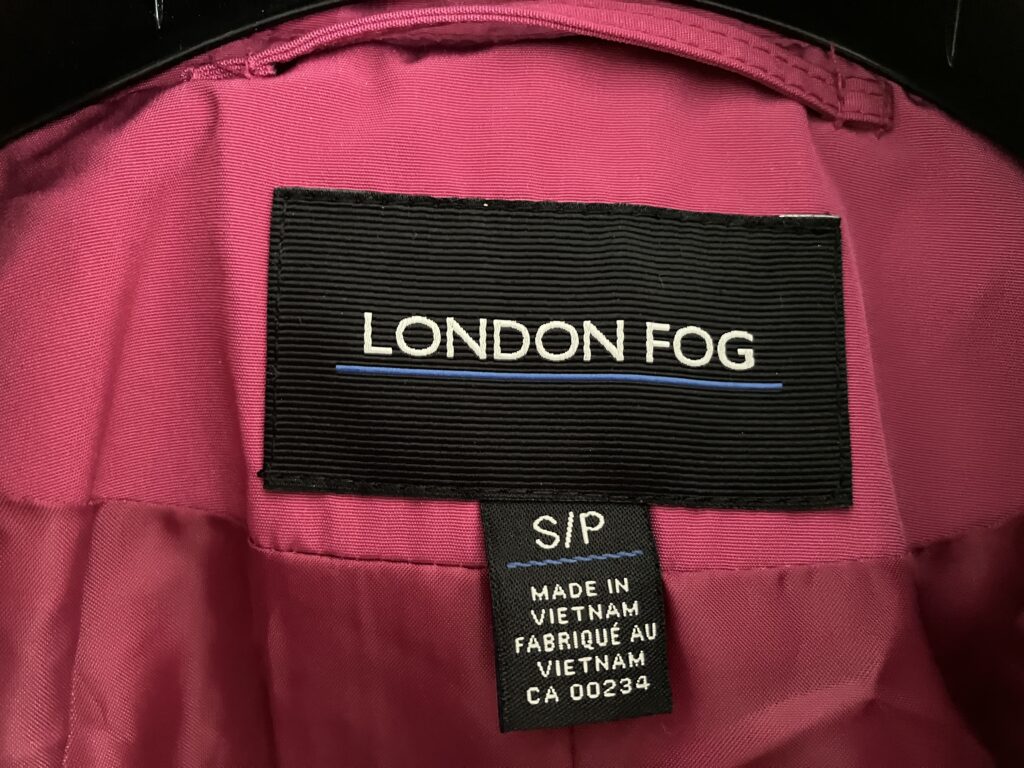 LONDON FOG
S/P
MADE IN
VIETNAM
FABRIQUÉ AU
VIETNAM
CA 00234